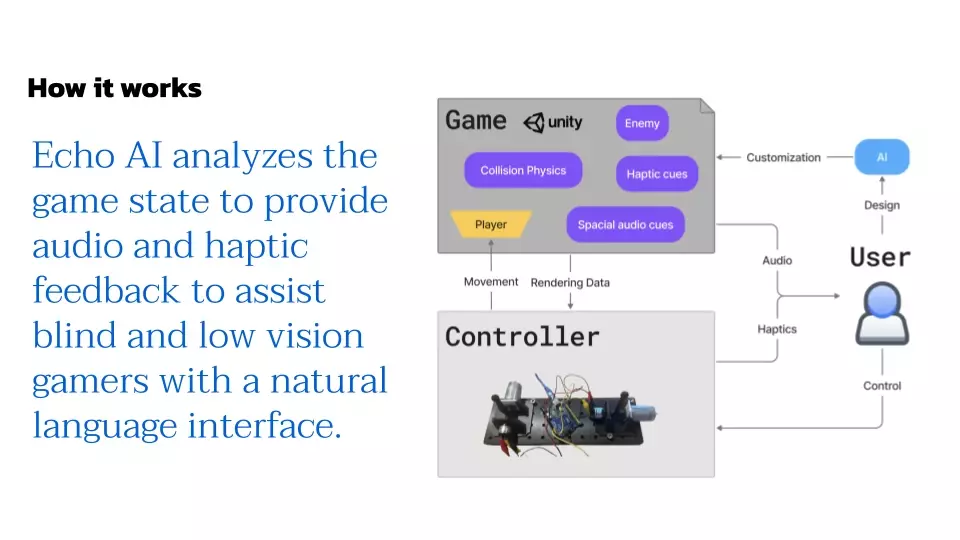 How it works
Echo AI analyzes the
game state to provide
audio and haptic
feedback to assist
blind and low vision
gamers with a natural
language interface.
Game
unity
Enemy
Collision Physics
Haptic cues
Player
Spacial audio cues
Customization
AI
Design
User
Audio
Movement
Rendering Data
Haptics
Controller
Control